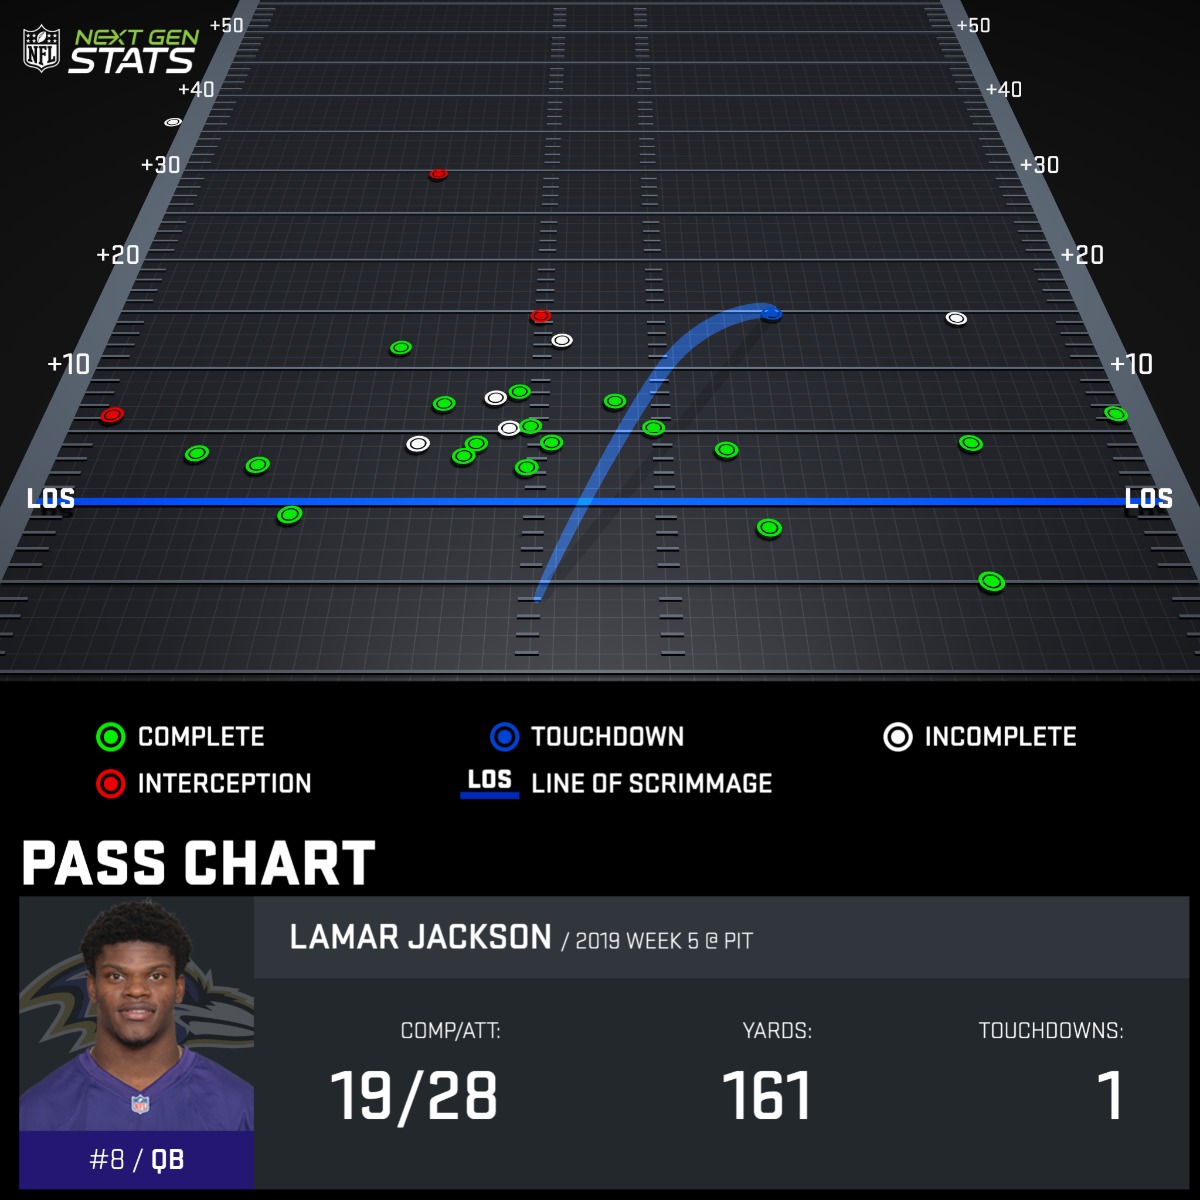 NFL
NEXT GEN
STATS
+50 +50
+40 +40
+30 +30
+20 +20
+10 +10
LOS LOS
COMPLETE TOUCHDOWN INCOMPLETE
INTERCEPTION LOS LINE OF SCRIMMAGE
PASS CHART
LAMAR JACKSON / 2019 WEEK 5 @ PIT
COMP/ATT: YARDS: TOUCHDOWNS:
19/28 161 1
#8 / QB